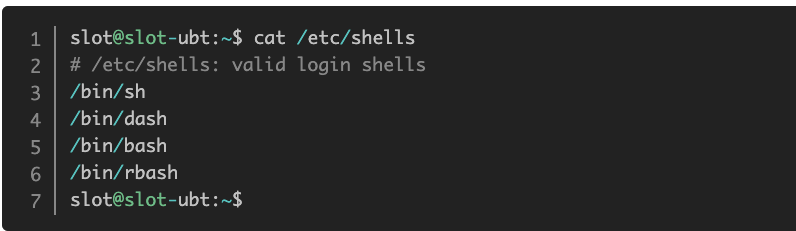 1 slot@slot-ubt:~$ cat /etc/shells
2 # /etc/shells: valid login shells
3 /bin/sh
4 /bin/dash
5 /bin/bash
6 /bin/rbash
7 slot@slot-ubt:~$